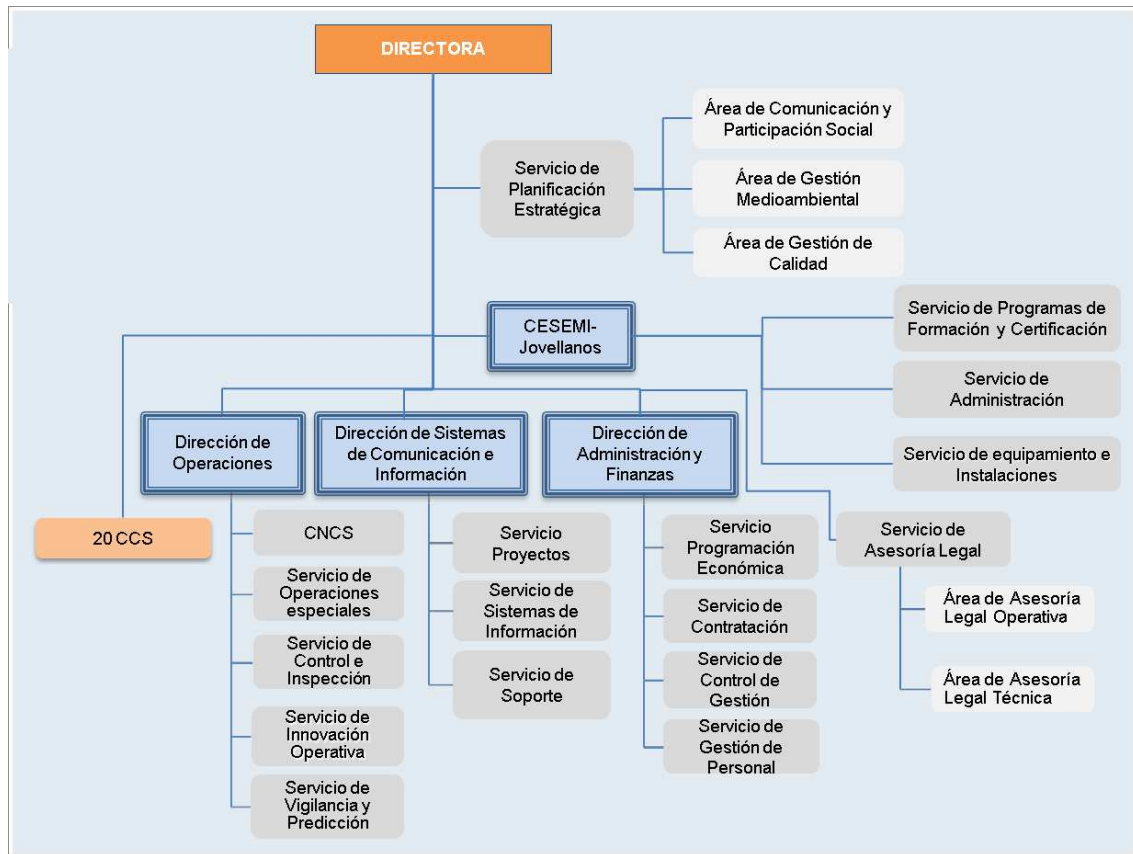 DIRECTORA
Área de Comunicación y
Participación Social
Servicio de
Planificación
Estratégica
Área de Gestión
Medioambiental
Área de Gestión de
Calidad
CESEMI-
Jovellanos
Servicio de Programas de
Formación y Certificación
Servicio de
Administración
Servicio de equipamiento e
Instalaciones
Dirección de
Operaciones
Dirección de Sistemas
de Comunicación e
Información
Dirección de
Administración y
Finanzas
20 CCS
CNCS
Servicio de
Operaciones
especiales
Servicio de
Control e
Inspección
Servicio de
Innovación
Operativa
Servicio de
Vigilancia y
Predicción
Servicio
Proyectos
Servicio de
Sistemas de
Información
Servicio de
Soporte
Servicio
Programación
Económica
Servicio de
Contratación
Servicio de
Control de
Gestión
Servicio de
Gestión de
Personal
Servicio de
Asesoría Legal
Área de Asesoría
Legal Operativa
Área de Asesoría
Legal Técnica